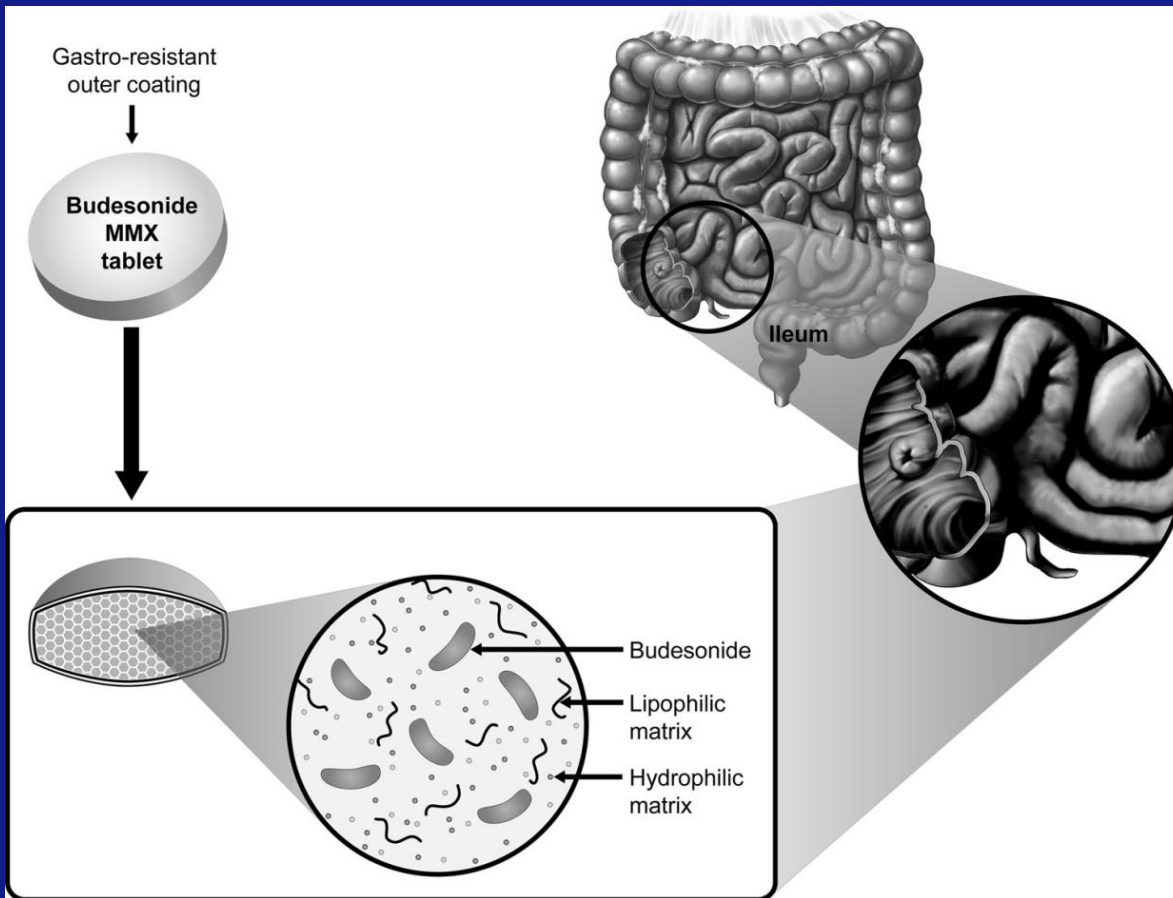 Gastro-resistant
outer coating
Budesonide
MMX
tablet
Ileum
Budesonide
Lipophilic
matrix
Hydrophilic
matrix